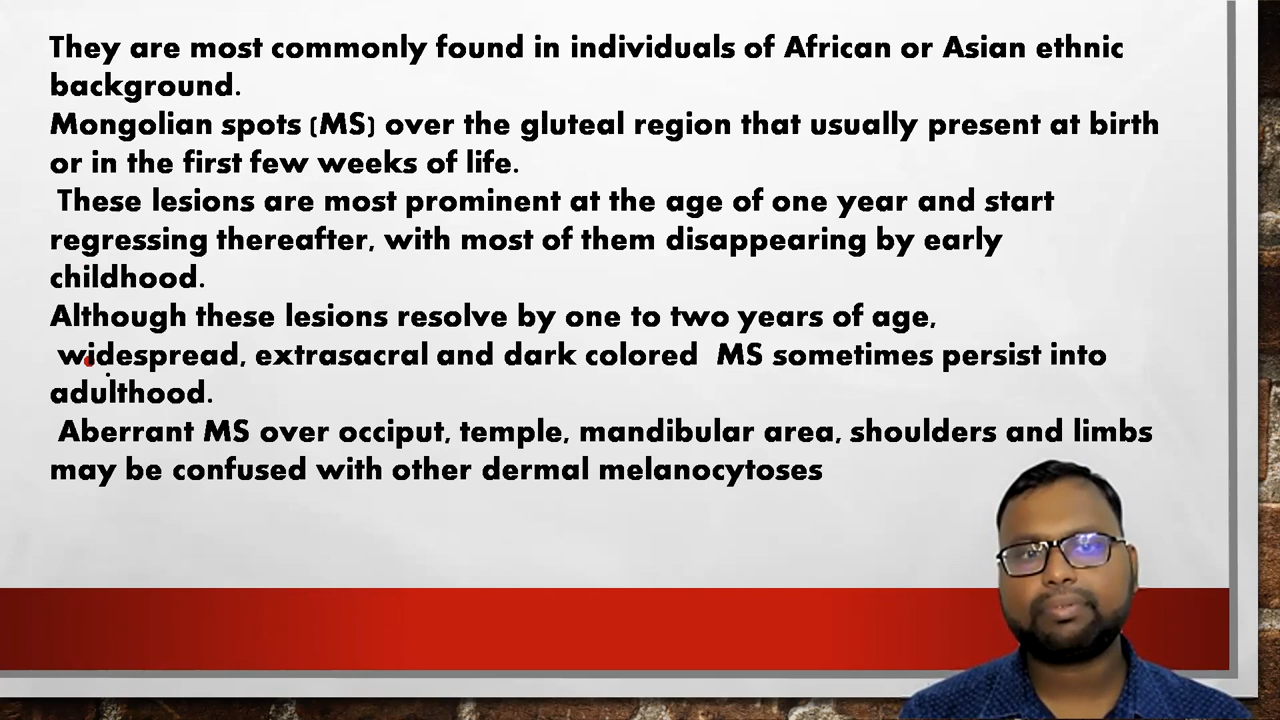 They are most commonly found in individuals of African or Asian ethnic
background.
Mongolian spots (MS) over the gluteal region that usually present at birth
or in the first few weeks of life.
These lesions are most prominent at the age of one year and start
regressing thereafter, with most of them disappearing by early
childhood.
Although these lesions resolve by one to two years of age,
widespread, extrasacral and dark colored MS sometimes persist into
adulthood.
Aberrant MS over occiput, temple, mandibular area, shoulders and limbs
may be confused with other dermal melanocytoses